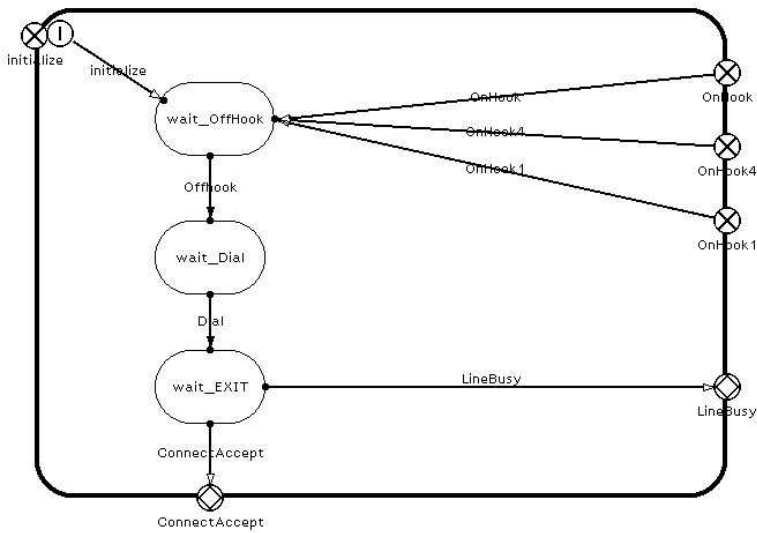 initialize
initialize
wait_OffHook
OnHook
OnHook
OnHook4
OnHook4
OnHook1
OnHook1
Offhook
wait_Dial
Dial
wait_EXIT
LineBusy
LineBusy
ConnectAccept
ConnectAccept